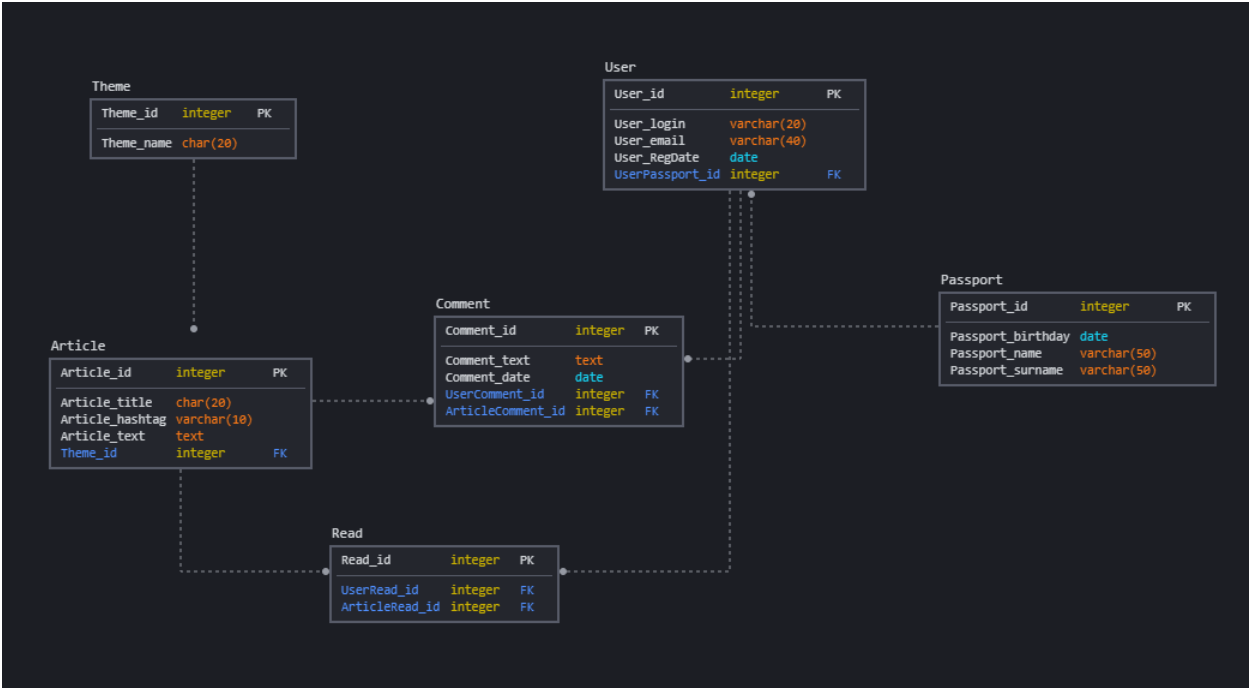 Theme
Theme_id integer PK
Theme_name char(20)
User
User_id integer PK
User_login varchar(20)
User_email varchar(40)
User_RegDate date
UserPassport_id integer FK
Passport
Passport_id integer PK
Passport_birthday date
Passport_name varchar(50)
Passport_surname varchar(50)
Comment
Comment_id integer PK
Comment_text text
Comment_date date
UserComment_id integer FK
ArticleComment_id integer FK
Article
Article_id integer PK
Article_title char(20)
Article_hashtag varchar(10)
Article_text text
Theme_id integer FK
Read
Read_id integer PK
UserRead_id integer FK
ArticleRead_id integer FK